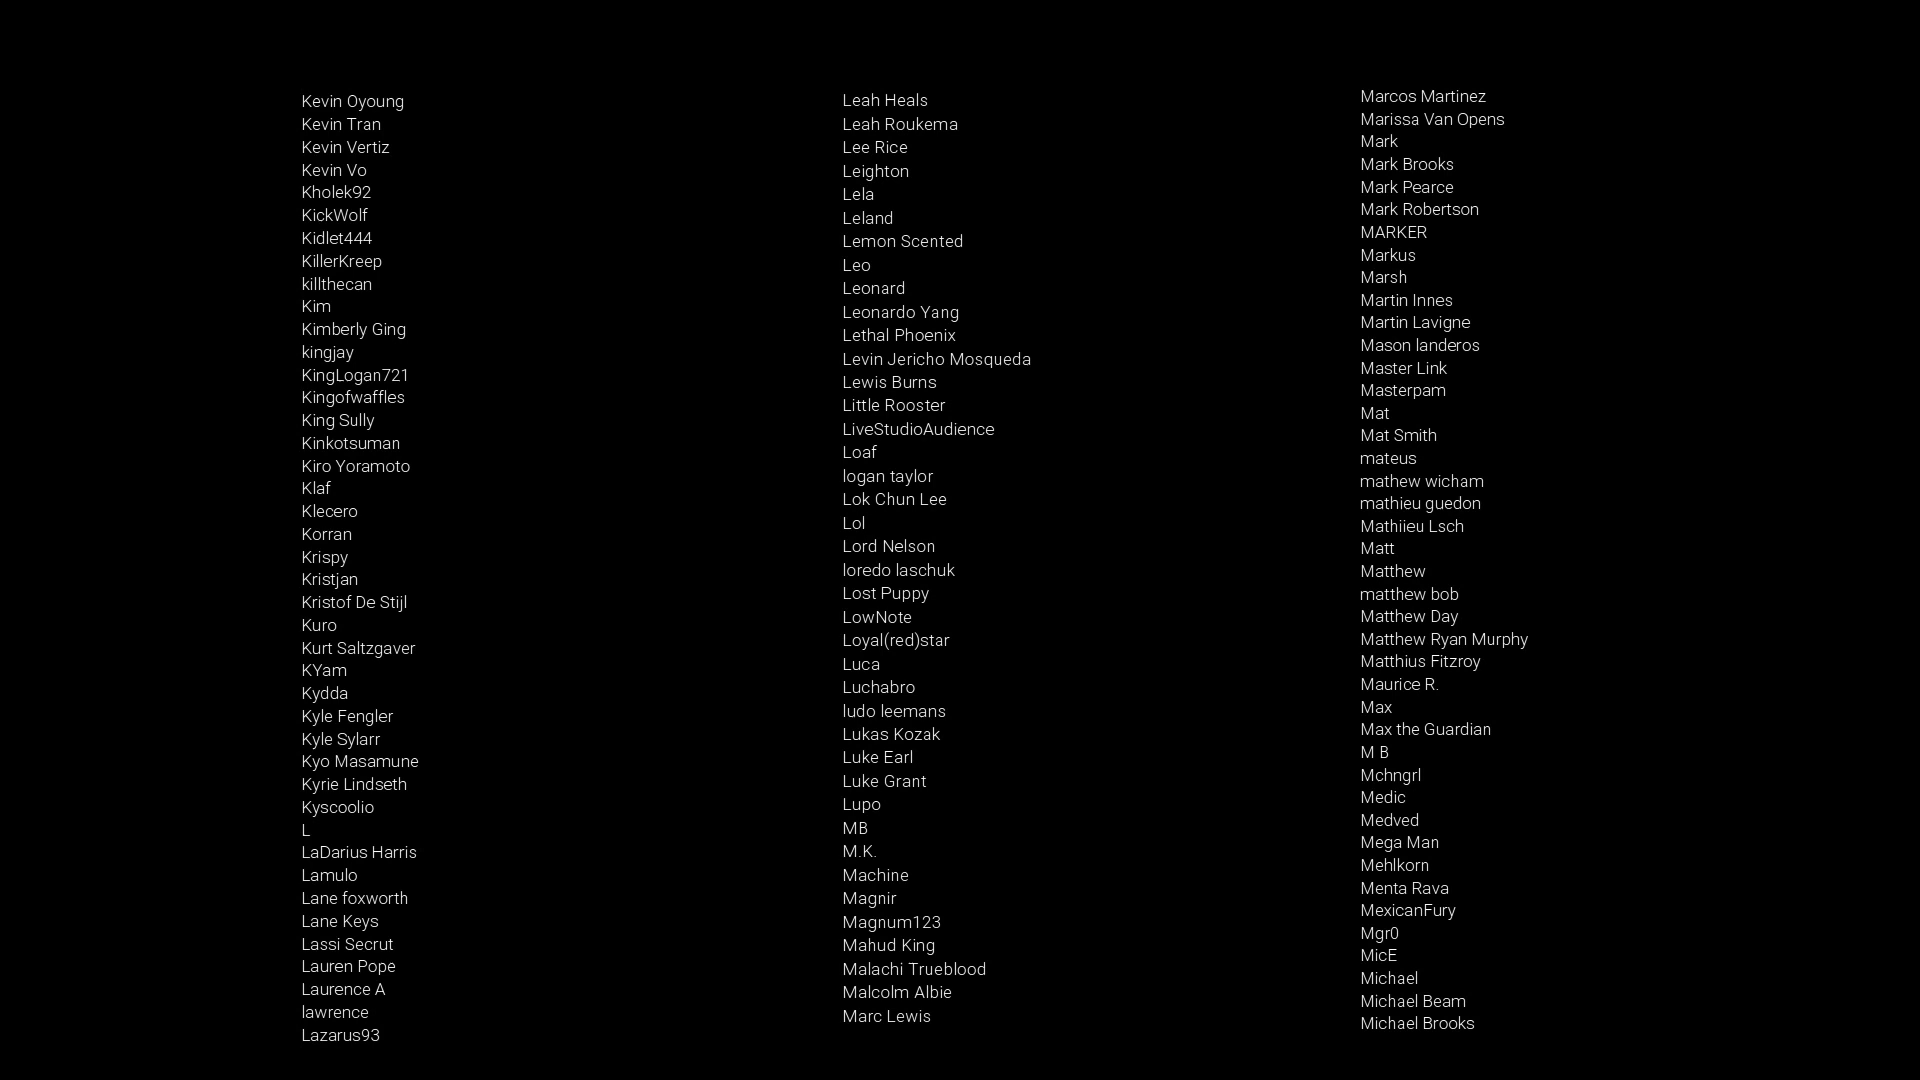 Kevin Oyoung
Kevin Tran
Kevin Vertiz
Kevin Vo
Kholek92
KickWolf
Kidlet444
KillerKreep
killthecan
Kim
Kimberly Ging
kingjay
KingLogan721
Kingofwaffles
King Sully
Kinkotsuman
Kiro Yoramoto
Klaf
Klecero
Korran
Krispy
Kristjan
Kristof De Stijl
Kuro
Kurt Saltzgaver
KYam
Kydda
Kyle Fengler
Kyle Sylarr
Kyo Masamune
Kyrie Lindseth
Kyscoolio
L
LaDarius Harris
Lamulo
Lane foxworth
Lane Keys
Lassi Secrut
Lauren Pope
Laurence A
lawrence
Lazarus93
Leah Heals
Leah Roukema
Lee Rice
Leighton
Lela
Leland
Lemon Scented
Leo
Leonard
Leonardo Yang
Lethal Phoenix
Levin Jericho Mosqueda
Lewis Burns
Little Rooster
LiveStudioAudience
Loaf
logan taylor
Lok Chun Lee
Lol
Lord Nelson
loredo laschuk
Lost Puppy
LowNote
Loyal(red)star
Luca
Luchabro
ludo leemans
Lukas Kozak
Luke Earl
Luke Grant
Lupo
MB
M.K.
Machine
Magnir
Magnum123
Mahud King
Malachi Trueblood
Malcolm Albie
Marc Lewis
Marcos Martinez
Marissa Van Opens
Mark
Mark Brooks
Mark Pearce
Mark Robertson
MARKER
Markus
Marsh
Martin Innes
Martin Lavigne
Mason landeros
Master Link
Masterpam
Mat
Mat Smith
mateus
mathew wicham
mathieu guedon
Mathiieu Lsch
Matt
Matthew
matthew bob
Matthew Day
Matthew Ryan Murphy
Matthius Fitzroy
Maurice R.
Max
Max the Guardian
M B
Mchngrl
Medic
Medved
Mega Man
Mehlkorn
Menta Rava
MexicanFury
Mgr0
MicE
Michael
Michael Beam
Michael Brooks